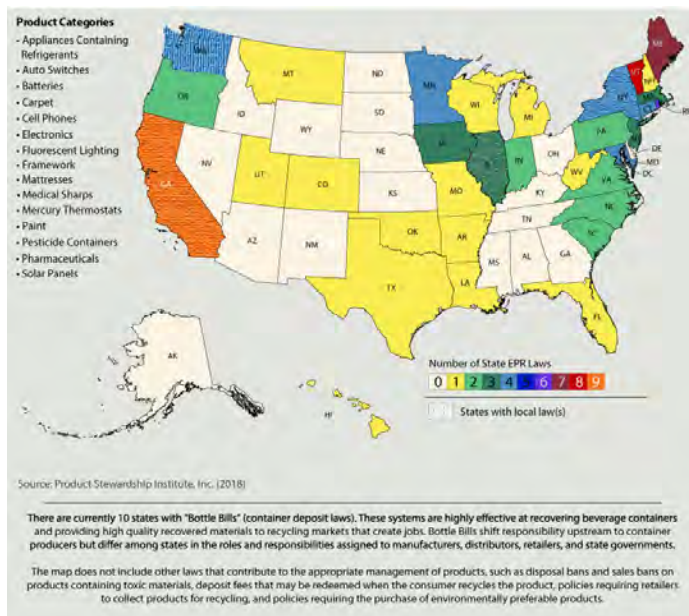 Product Categories
• Appliances Containing
Refrigerants
• Auto Switches
• Batteries
• Carpet
• Cell Phones
• Electronics
• Fluorescent Lighting
• Framework
• Mattresses
• Medical Sharps
• Mercury Thermostats
• Paint
• Pesticide Containers
• Pharmaceuticals
• Solar Panels
WA
MT
ND
MN
ME
VT
NH
OR
ID
WY
SD
WI
MI
NY
MA
RI
NV
UT
CO
NE
IA
IL
IN
OH
PA
DE
MD
DC
CA
KS
MO
KY
WV
VA
AZ
NM
OK
AR
TN
NC
TX
LA
MS
AL
GA
FL
AK
HI
Number of State EPR Laws
0 1 2 3 4 5 6 7 8 9
States with local law(s)
Source: Product Stewardship Institute, Inc. (2018)
There are currently 10 states with "Bottle Bills" (container deposit laws). These systems are highly effective at recovering beverage containers
and providing high quality recovered materials to recycling markets that create jobs. Bottle Bills shift responsibility upstream to container
producers but differ among states in the roles and responsibilities assigned to manufacturers, distributors, retailers, and state governments.
The map does not include other laws that contribute to the appropriate management of products, such as disposal bans and sales bans on
products containing toxic materials, deposit fees that may be redeemed when the consumer recycles the product, policies requiring retailers
to collect products for recycling, and policies requiring the purchase of environmentally preferable products.